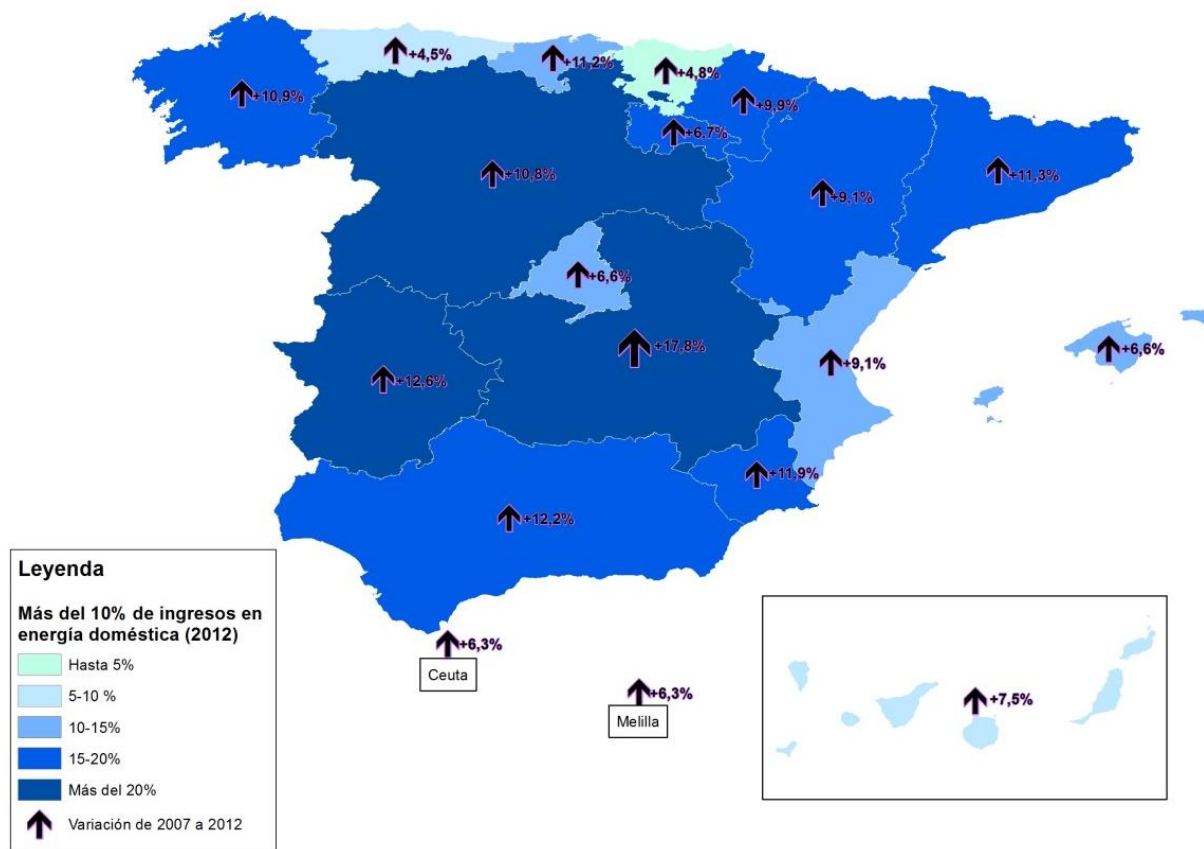 +4,5%
+11,2%
+4,8%
+10,9%
+9,9%
+6,7%
+10,8%
+9,1%
+11,3%
+6,6%
+17,8%
+9,1%
+6,6%
+12,6%
+11,9%
+12,2%
+6,3%
Ceuta
+6,3%
Melilla
+7,5%
Leyenda
Más del 10% de ingresos en
energía doméstica (2012)
Hasta 5%
5-10 %
10-15%
15-20%
Más del 20%
Variación de 2007 a 2012